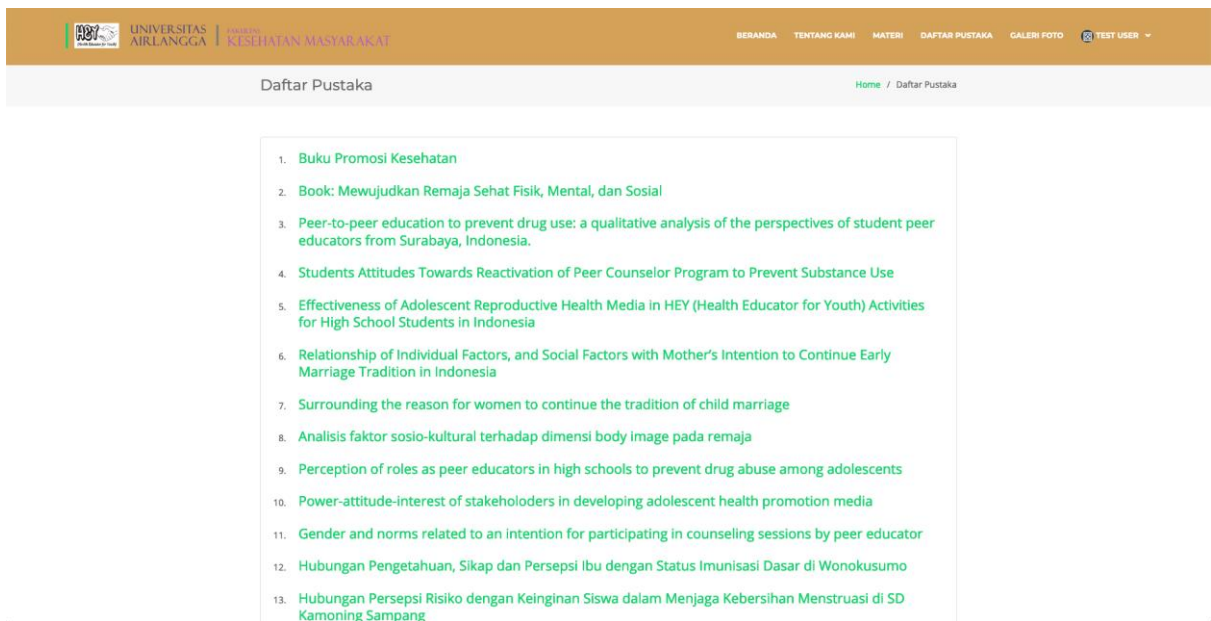 HEY
UNIVERSITAS
AIRLANGGA
FAKULTAS
KESEHATAN MASYARAKAT
BERANDA TENTANG KAMI MATERI DAFTAR PUSTAKA GALERI FOTO TEST USER
Daftar Pustaka
Home / Daftar Pustaka
1. Buku Promosi Kesehatan
2. Book: Mewujudkan Remaja Sehat Fisik, Mental, dan Sosial
3. Peer-to-peer education to prevent drug use: a qualitative analysis of the perspectives of student peer
educators from Surabaya, Indonesia.
4. Students Attitudes Towards Reactivation of Peer Counselor Program to Prevent Substance Use
5. Effectiveness of Adolescent Reproductive Health Media in HEY (Health Educator for Youth) Activities
for High School Students in Indonesia
6. Relationship of Individual Factors, and Social Factors with Mother's Intention to Continue Early
Marriage Tradition in Indonesia
7. Surrounding the reason for women to continue the tradition of child marriage
8. Analisis faktor sosio-kultural terhadap dimensi body image pada remaja
9. Perception of roles as peer educators in high schools to prevent drug abuse among adolescents
10. Power-attitude-interest of stakeholoders in developing adolescent health promotion media
11. Gender and norms related to an intention for participating in counseling sessions by peer educator
12. Hubungan Pengetahuan, Sikap dan Persepsi Ibu dengan Status Imunisasi Dasar di Wonokusumo
13. Hubungan Persepsi Risiko dengan Keinginan Siswa dalam Menjaga Kebersihan Menstruasi di SD
Kamoning Sampang